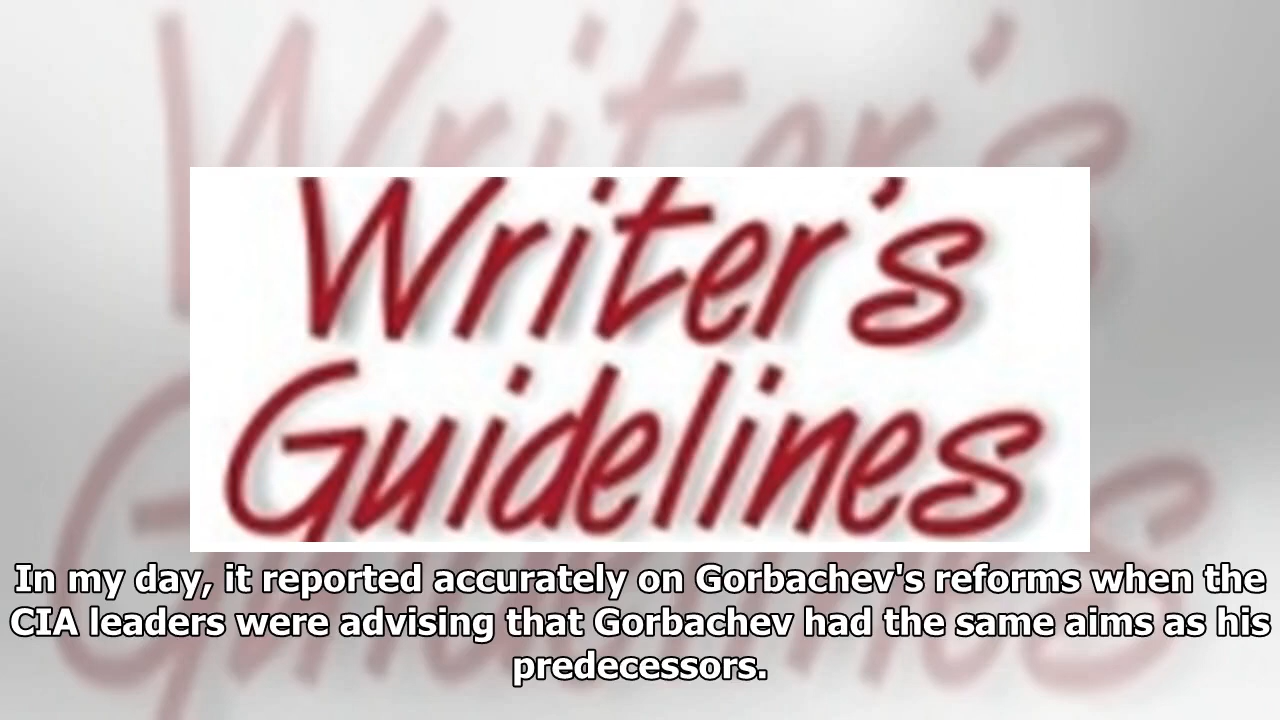 Writer's
Guidelines
In my day, it reported accurately on Gorbachev's reforms when the
CIA leaders were advising that Gorbachev had the same aims as his
predecessors.